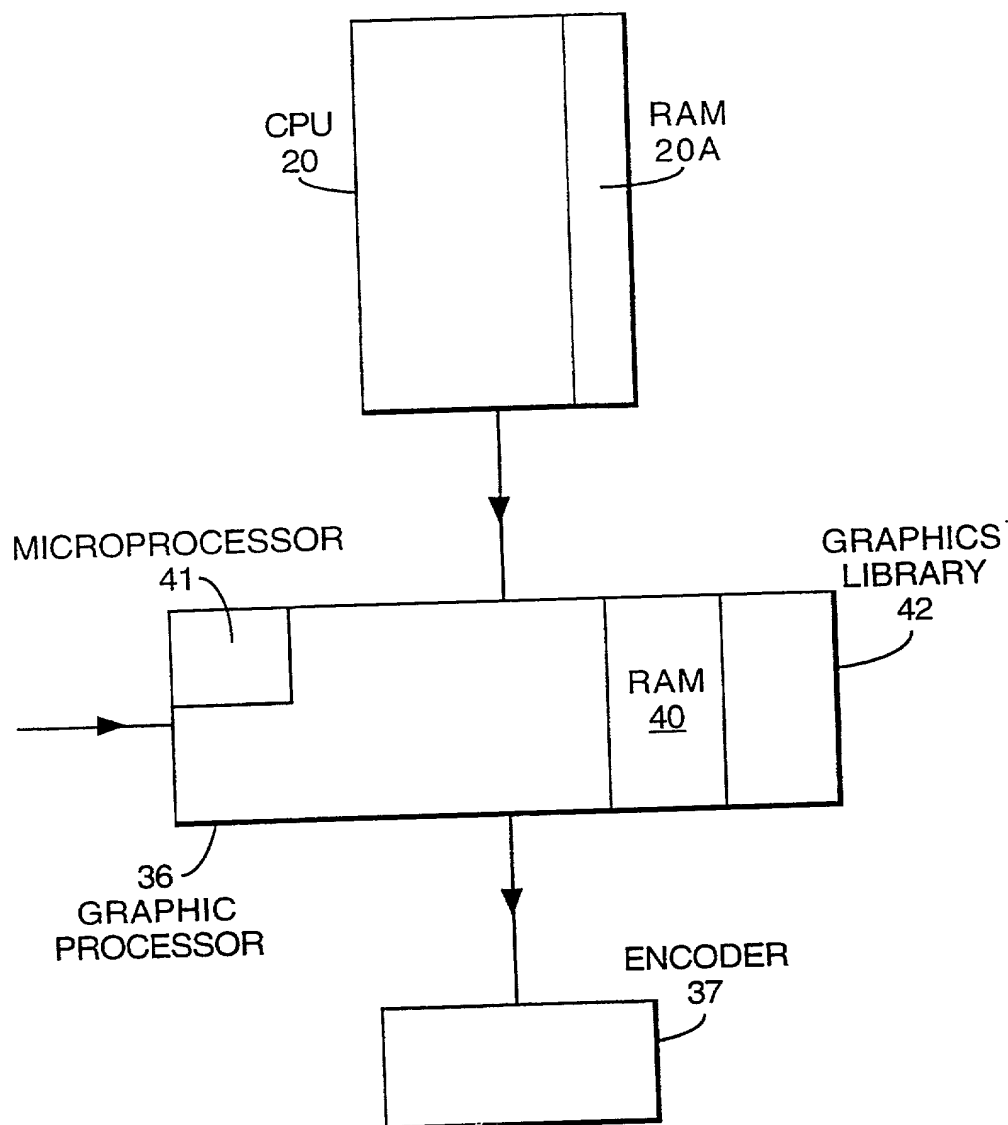 CPU
20
RAM
20A
MICROPROCESSOR
41
GRAPHICS
LIBRARY
42
RAM
40
36
GRAPHIC
PROCESSOR
ENCODER
37